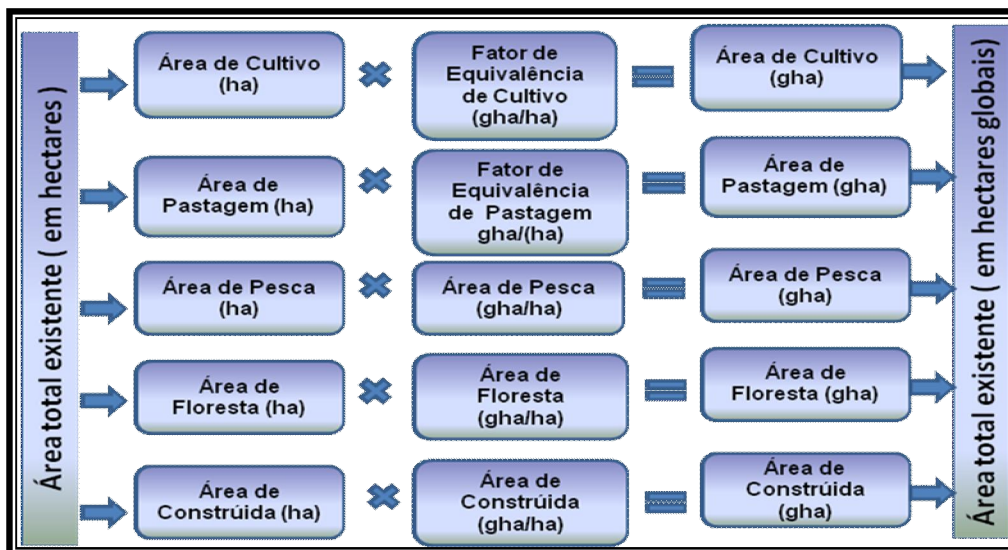 Área total existente ( em hectares)
Área de Cultivo
(ha)
Fator de
Equivalência
de Cultivo
(gha/ha)
Área de Cultivo
(gha)
Área de
Pastagem (ha)
Fator de
Equivalência
de Pastagem
gha/(ha)
Área de
Pastagem (gha)
Área de Pesca
(ha)
Área de Pesca
(gha/ha)
Área de Pesca
(gha)
Área de
Floresta (ha)
Área de
Floresta
(gha/ha)
Área de
Floresta (gha)
Área de
Constrúida (ha)
Área de
Constrúida
(gha/ha)
Área de
Constrúida
(gha)
Área total existente ( em hectares globais)